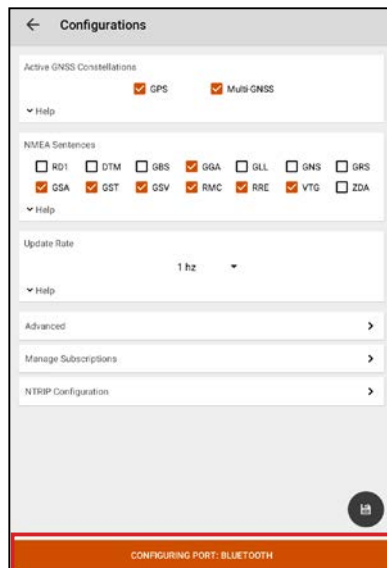 Configurations
Active GNSS Constellations
GPS Multi-GNSS
Help
NMEA Sentences
RD1 DTM GBS GGA GLL GNS GRS
GSA GST GSV RMC RRE VTG ZDA
Help
Update Rate
1 hz
Help
Advanced
Manage Subscriptions
NTRIP Configuration
CONFIGURING PORT: BLUETOOTH